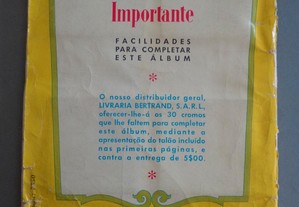 Importante
FACILIDADES
PARA COMPLETAR
ESTE ÁLBUM
*
O nosso distribuidor geral,
LIVRARIA BERTRAND, S.A.R.L.,
oferecer-lhe-á os 30 cromos
que lhe faltem para completar
este álbum, mediante a
apresentação do talão incluído
nas primeiras páginas, e
contra a entrega de 5$00.
*